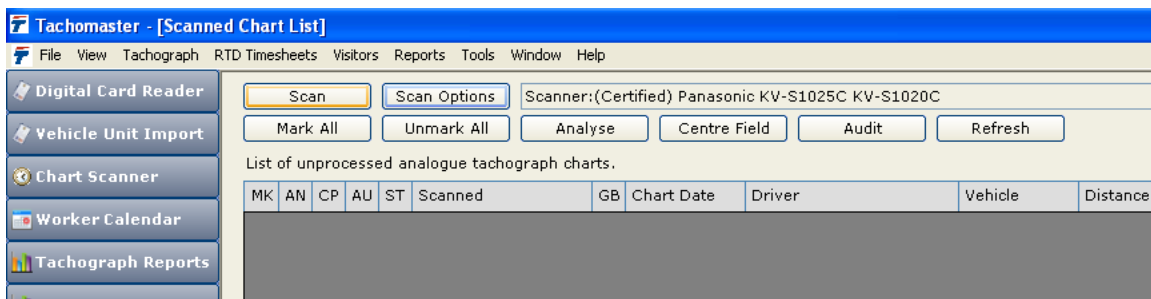 Tachomaster - [Scanned Chart List]
File View Tachograph RTD Timesheets Visitors Reports Tools Window Help
Digital Card Reader
Vehicle Unit Import
Chart Scanner
Worker Calendar
Tachograph Reports
Scan Scan Options Scanner:(Certified) Panasonic KV-S1025C KV-S1020C
Mark All Unmark All Analyse Centre Field Audit Refresh
List of unprocessed analogue tachograph charts.
MK AN CP AU ST Scanned GB Chart Date Driver Vehicle Distance